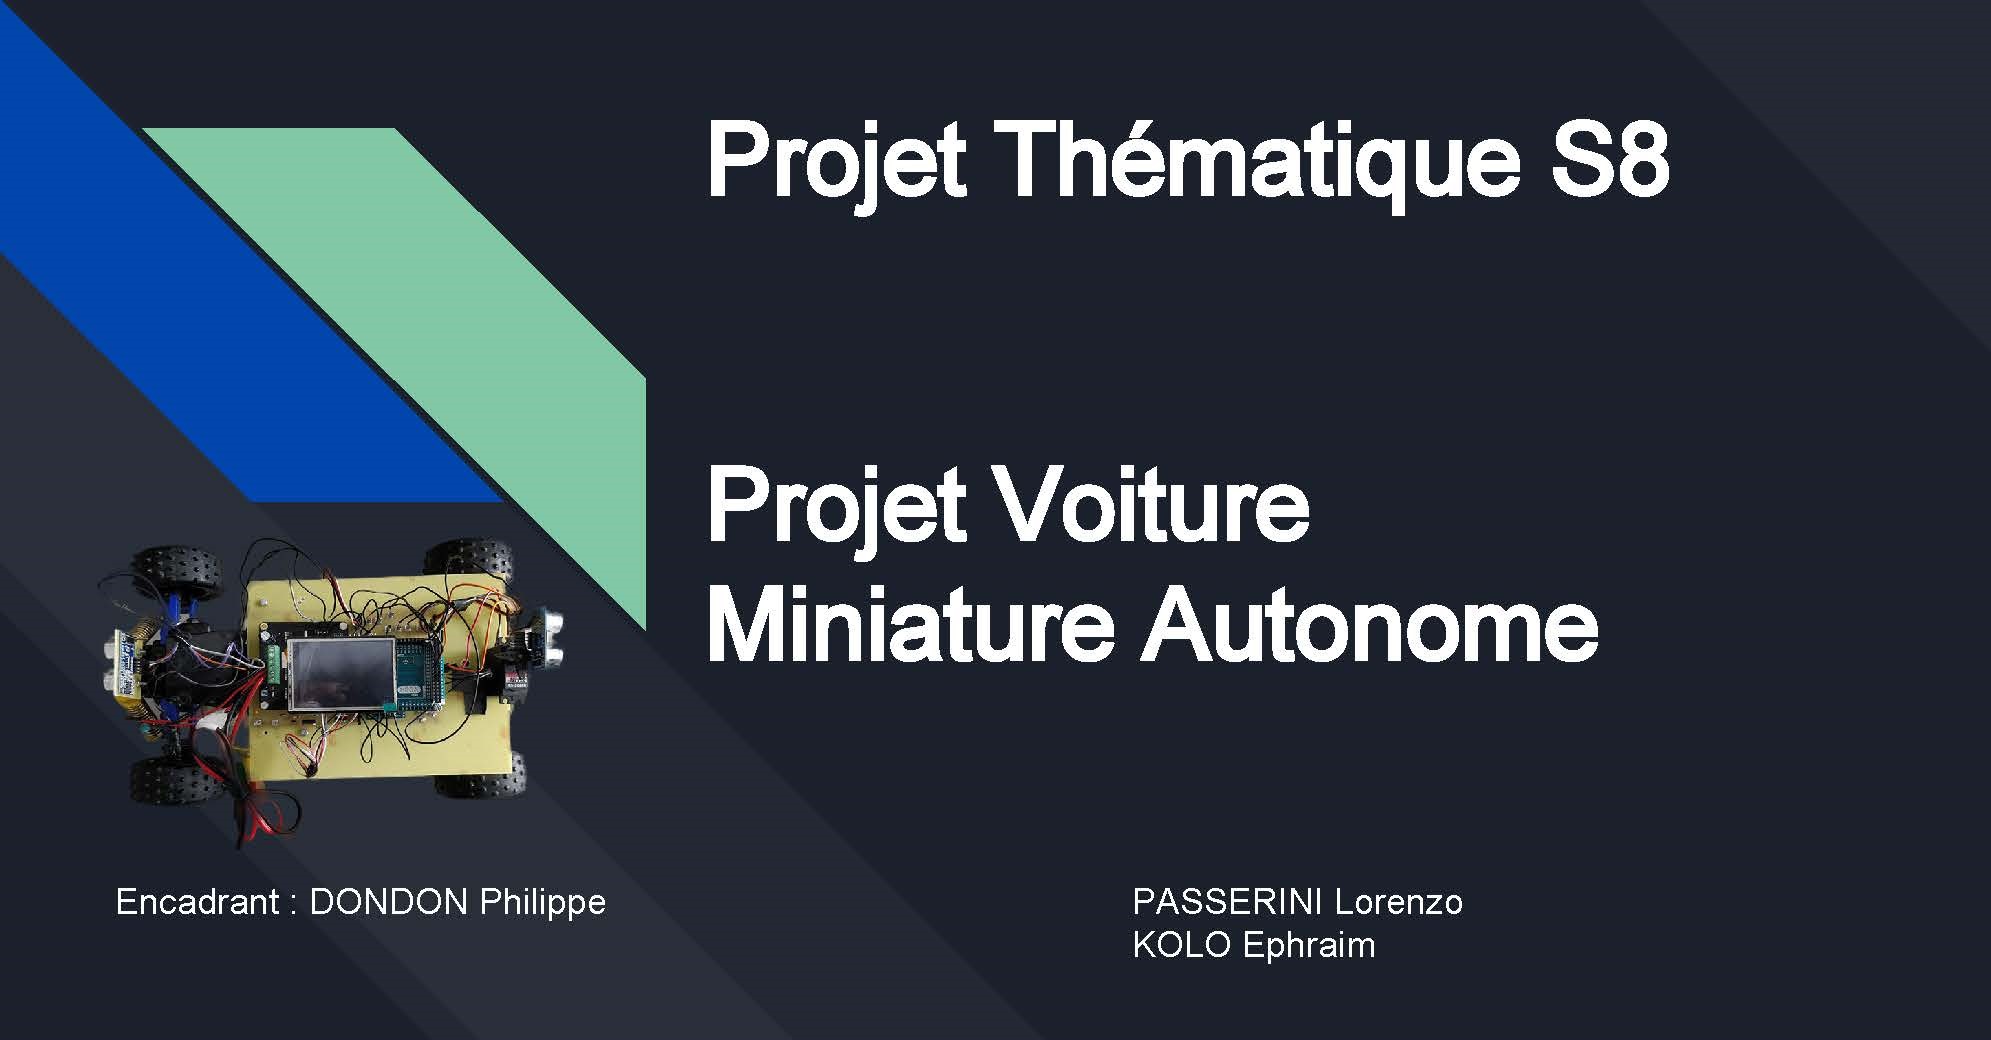 Projet Thématique S8
Projet Voiture
Miniature Autonome
Encadrant : DONDON Philippe
PASSERINI Lorenzo
KOLO Ephraim